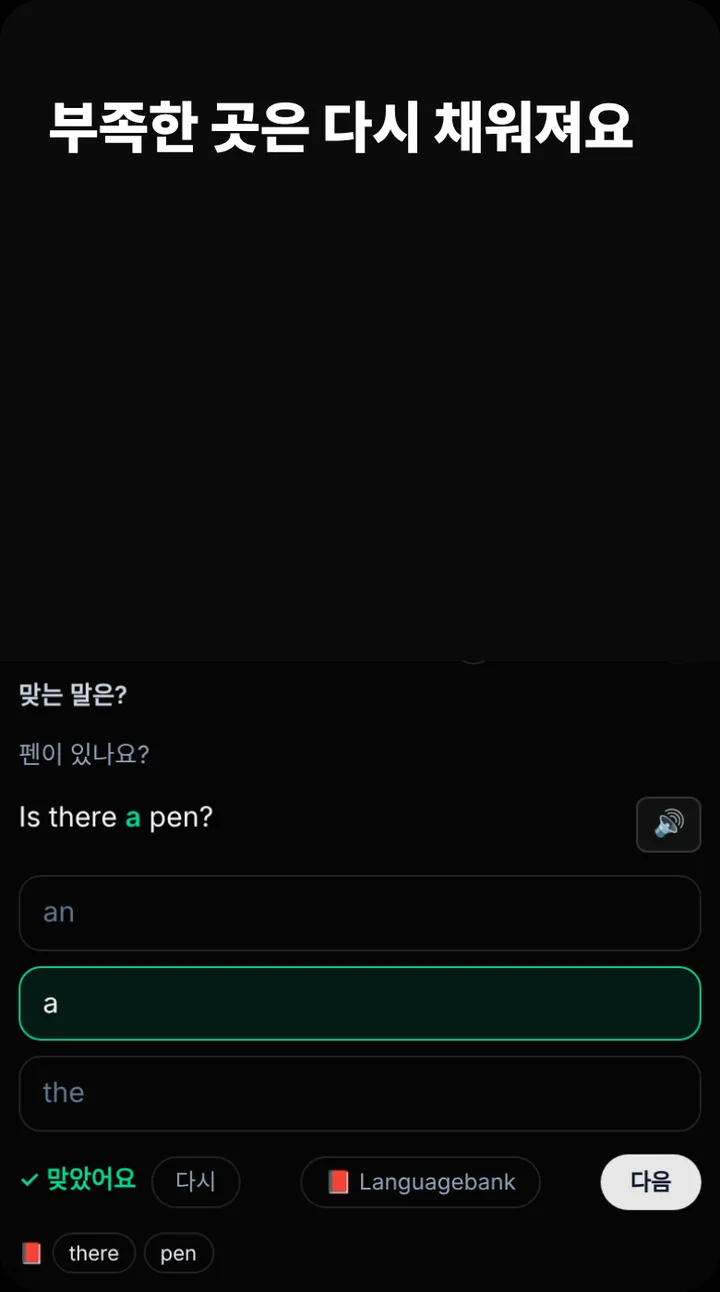 부족한 곳은 다시 채워져요
맞는 말은?
펜이 있나요?
Is there a pen?
an
a
the
✓ 맞았어요 다시 📕 Languagebank 다음
📕 there pen